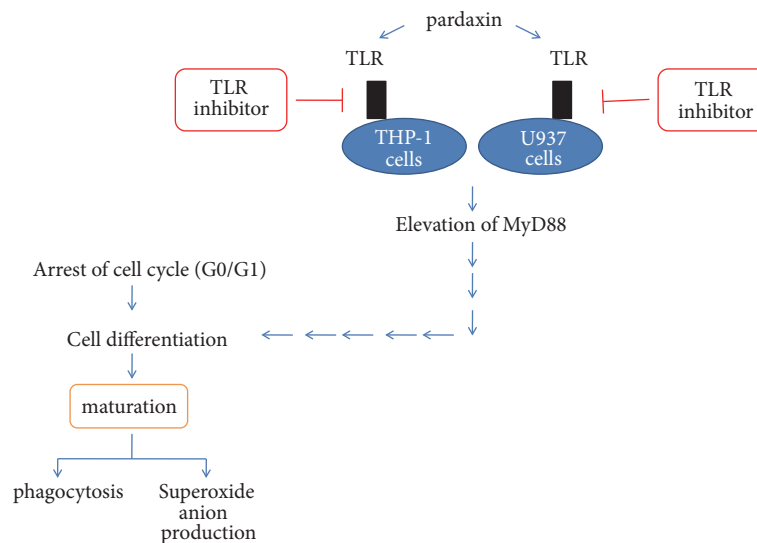 pardaxin
TLR
TLR
TLR
inhibitor
TLR
inhibitor
THP-1
cells
U937
cells
Elevation of MyD88
Arrest of cell cycle (G0/G1)
Cell differentiation
maturation
phagocytosis
Superoxide
anion
production